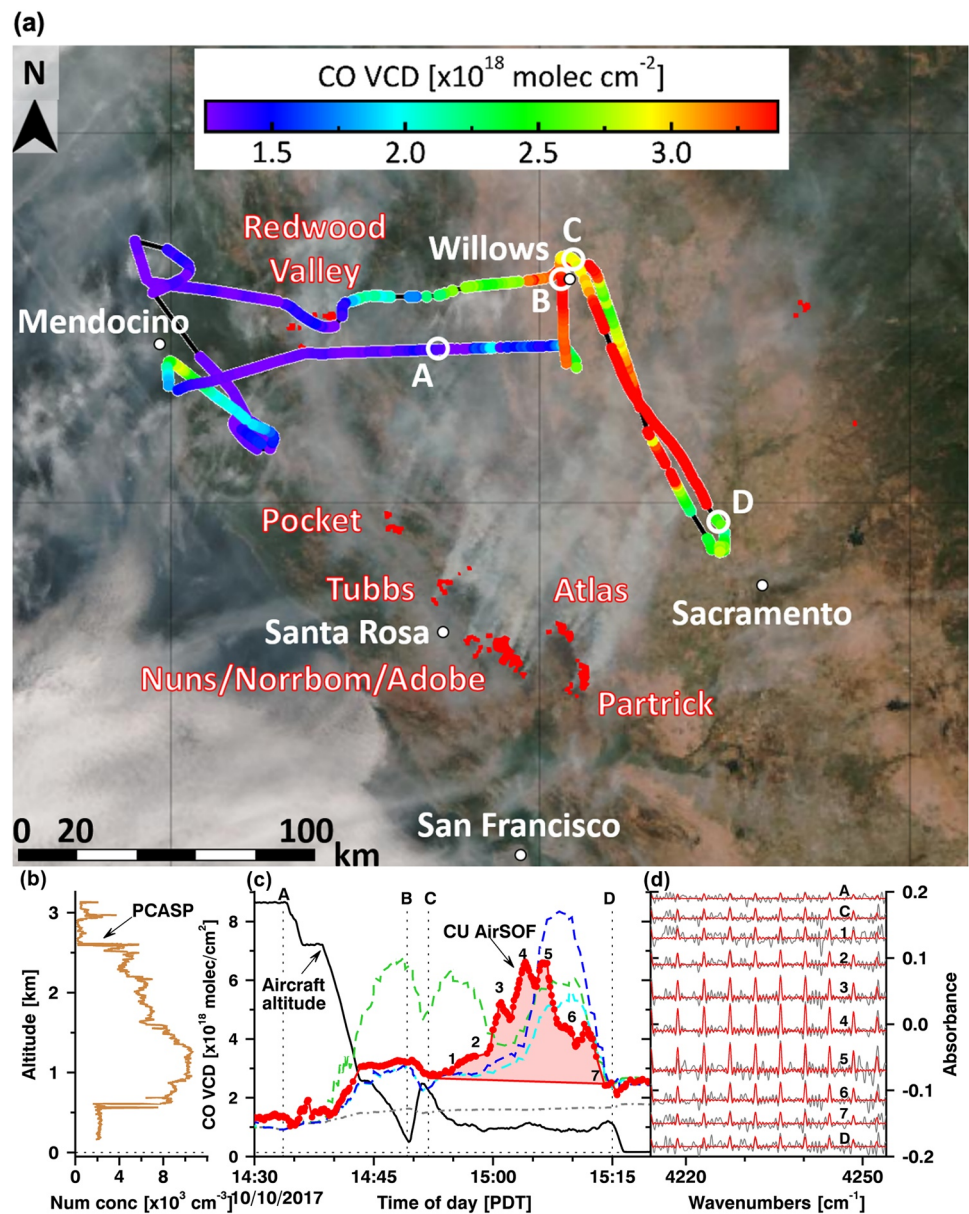 (a)
N
CO VCD [x10¹⁸ molec cm⁻²]
1.5 2.0 2.5 3.0
Redwood
Valley
Willows
C
B
Mendocino
A
D
Pocket
Tubbs
Atlas
Santa Rosa
Sacramento
Nuns/Norrbom/Adobe
Partrick
San Francisco
0 20 100
km
(b)
PCASP
Altitude [km]
3
2
1
0
0 4 8
Num conc [x10³ cm⁻³]
(c)
A B C D
CU AirSOF
Aircraft
altitude
CO VCD [x10¹⁸ molec/cm²]
8
6
4
2
0
1 2 3 4 5 6 7
14:30 14:45 15:00 15:15
10/10/2017
Time of day [PDT]
(d)
A
C
1
2
3
4
5
6
7
D
0.2
0.1
0.0
-0.1
-0.2
Absorbance
4220 4250
Wavenumbers [cm⁻¹]